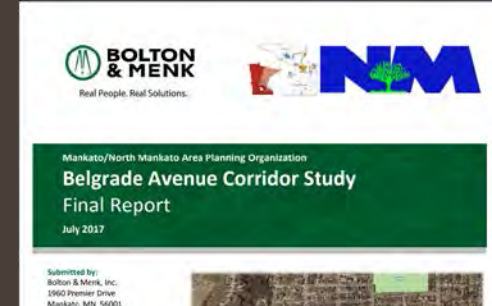 BOLTON
& MENK
Real People. Real Solutions.
NM
Mankato/North Mankato Area Planning Organization
Belgrade Avenue Corridor Study
Final Report
July 2017
Submitted by:
Bolton & Menk, Inc.
1960 Premier Drive
Mankato, MN 56001